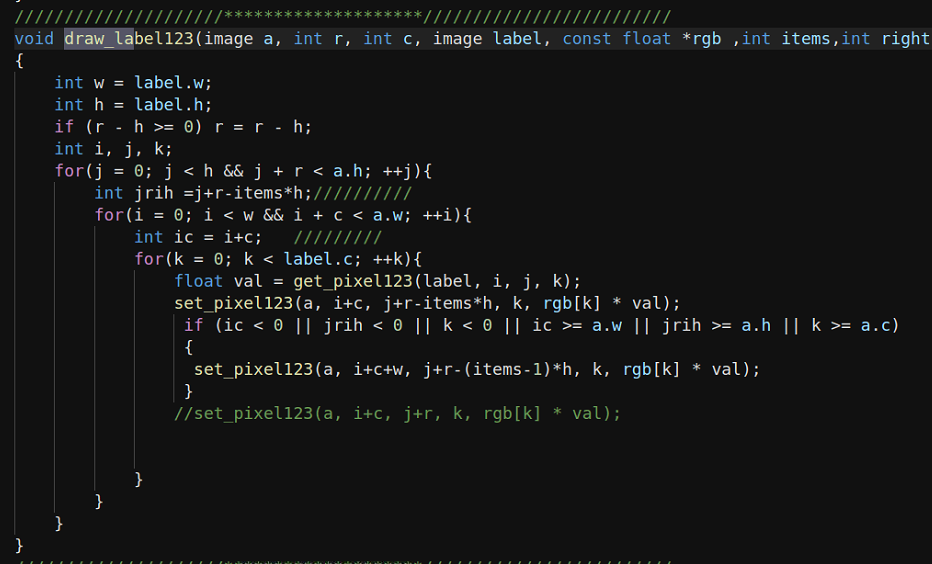 //////////////////////********************/////////////////////////
void draw_label123(image a, int r, int c, image label, const float *rgb ,int items,int right
{
int w = label.w;
int h = label.h;
if (r - h >= 0) r = r - h;
int i, j, k;
for(j = 0; j < h && j + r < a.h; ++j){
int jrih =j+r-items*h;//////////
for(i = 0; i < w && i + c < a.w; ++i){
int ic = i+c;   /////////
for(k = 0; k < label.c; ++k){
float val = get_pixel123(label, i, j, k);
set_pixel123(a, i+c, j+r-items*h, k, rgb[k] * val);
if (ic < 0 || jrih < 0 || k < 0 || ic >= a.w || jrih >= a.h || k >= a.c)
{
set_pixel123(a, i+c+w, j+r-(items-1)*h, k, rgb[k] * val);
}
//set_pixel123(a, i+c, j+r, k, rgb[k] * val);
}
}
}
}